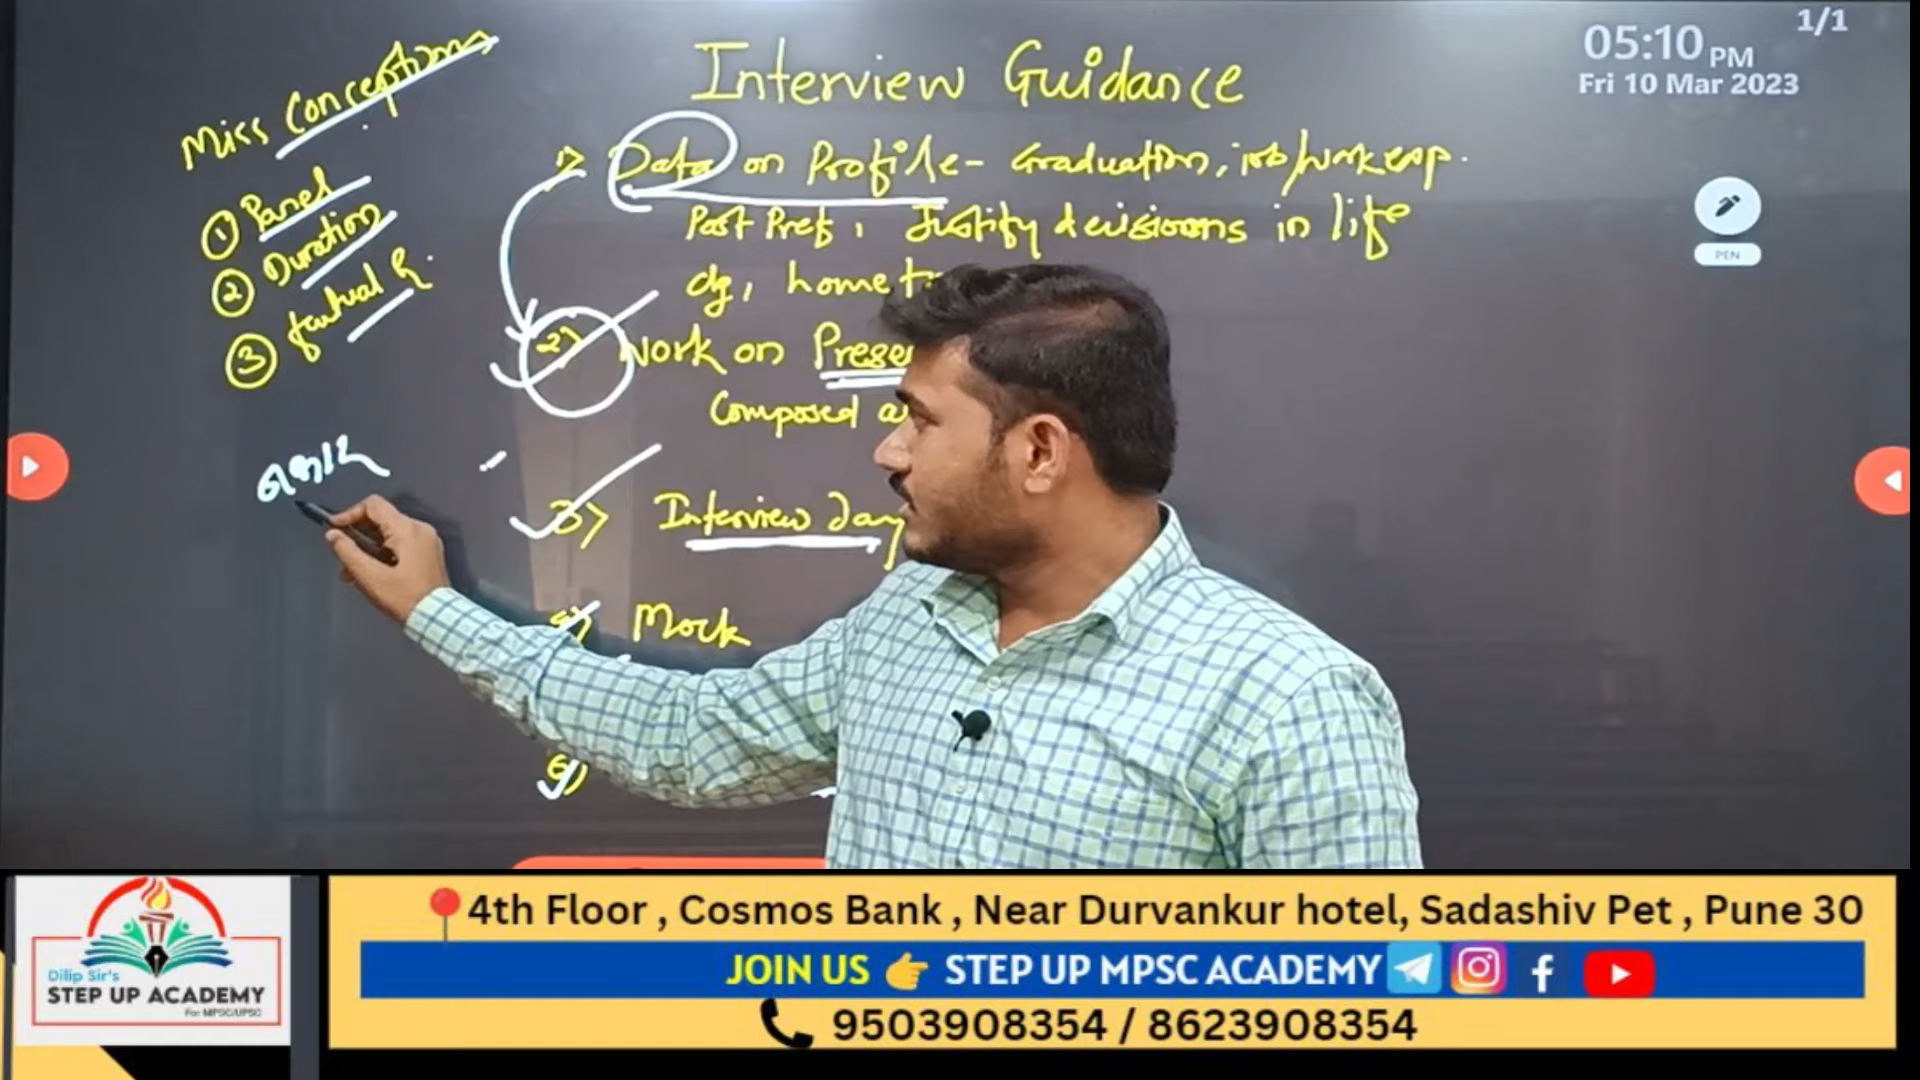 05:10 PM
1/1
Fri 10 Mar 2023
PEN
Interview Guidance
Miss Conceptions
① Panel
② Duration
③ factual Q.
1) Data on Profile - Graduation, job/work exp.
Post Pref, Justify decisions in life
home
2) Work on Prese
Composed
3) Interview day
Mock
6)
Dilip Sir's
STEP UP ACADEMY
For MPSC/UPSC
4th Floor , Cosmos Bank , Near Durvankur hotel, Sadashiv Pet , Pune 30
JOIN US 👉 STEP UP MPSC ACADEMY
9503908354 / 8623908354